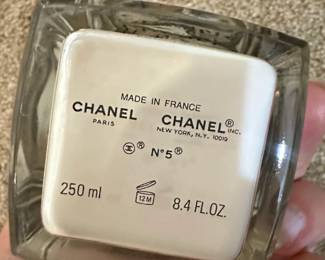 MADE IN FRANCE
CHANEL CHANEL® INC.
PARIS NEW YORK, N.Y. 10019
® N°5®
250 ml 12M 8.4 FL.OZ.